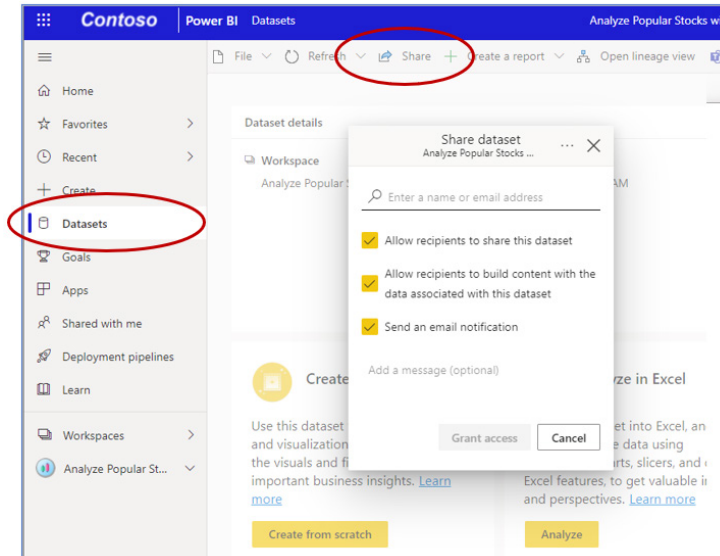 Contoso Power BI Datasets Analyze Popular Stocks wi
File Refresh Share Create a report Open lineage view
Home
Favorites
Recent
Create
Datasets
Goals
Apps
Shared with me
Deployment pipelines
Learn
Workspaces
Analyze Popular St...
Dataset details
Workspace
Analyze Popular
AM
Share dataset
Analyze Popular Stocks ...
Enter a name or email address
Allow recipients to share this dataset
Allow recipients to build content with the
data associated with this dataset
Send an email notification
Add a message (optional)
Grant access Cancel
Create
Use this dataset
and visualization
the visuals and fi
important business insights. Learn
more
Create from scratch
ze in Excel
et into Excel, an
e data using
rts, slicers, and
Excel features, to get valuable i
and perspectives. Learn more
Analyze